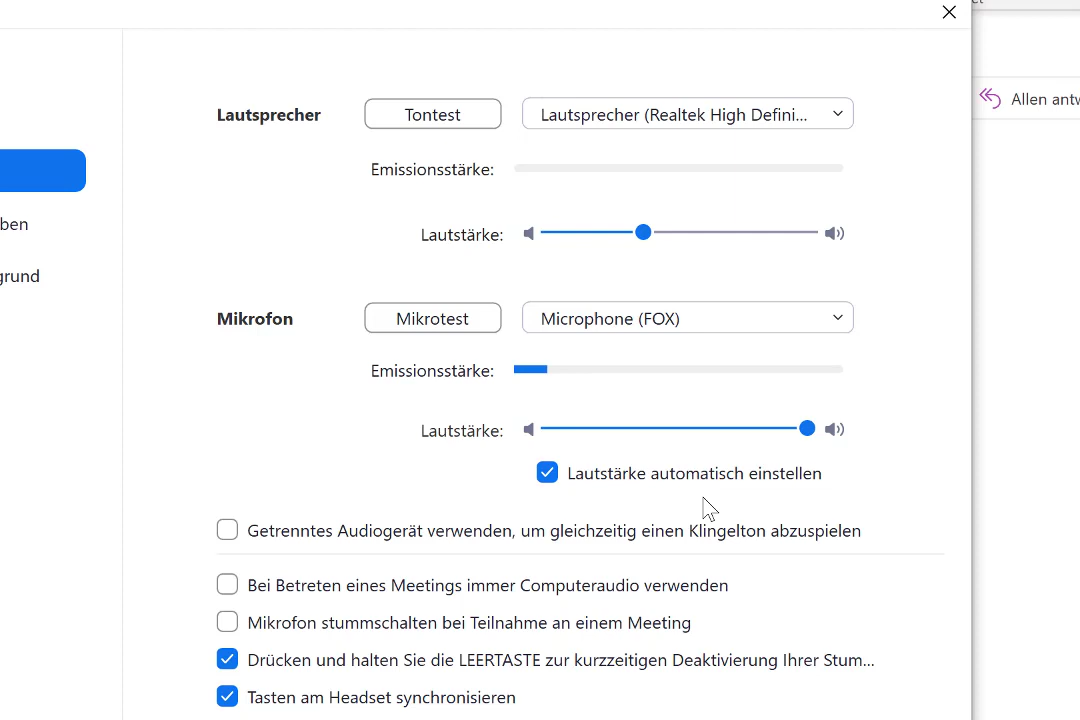 Lautsprecher
Tontest
Lautsprecher (Realtek High Defini...
Allen antw
Emissionsstärke:
Lautstärke:
ben
grund
Mikrofon
Mikrotest
Microphone (FOX)
Emissionsstärke:
Lautstärke:
Lautstärke automatisch einstellen
Getrenntes Audiogerät verwenden, um gleichzeitig einen Klingelton abzuspielen
Bei Betreten eines Meetings immer Computeraudio verwenden
Mikrofon stummschalten bei Teilnahme an einem Meeting
Drücken und halten Sie die LEERTASTE zur kurzzeitigen Deaktivierung Ihrer Stum...
Tasten am Headset synchronisieren